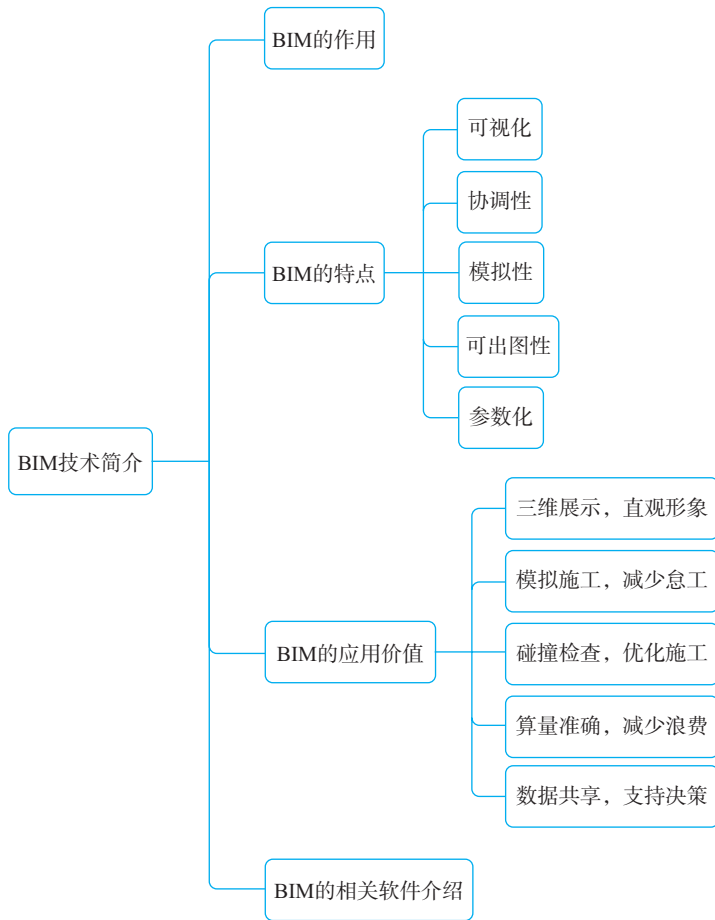 BIM技术简介
BIM的作用
BIM的特点
可视化
协调性
模拟性
可出图性
参数化
BIM的应用价值
三维展示，直观形象
模拟施工，减少怠工
碰撞检查，优化施工
算量准确，减少浪费
数据共享，支持决策
BIM的相关软件介绍